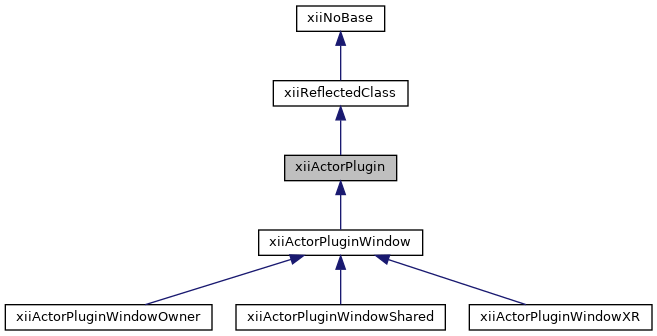 xiiNoBase
xiiReflectedClass
xiiActorPlugin
xiiActorPluginWindow
xiiActorPluginWindowOwner
xiiActorPluginWindowShared
xiiActorPluginWindowXR